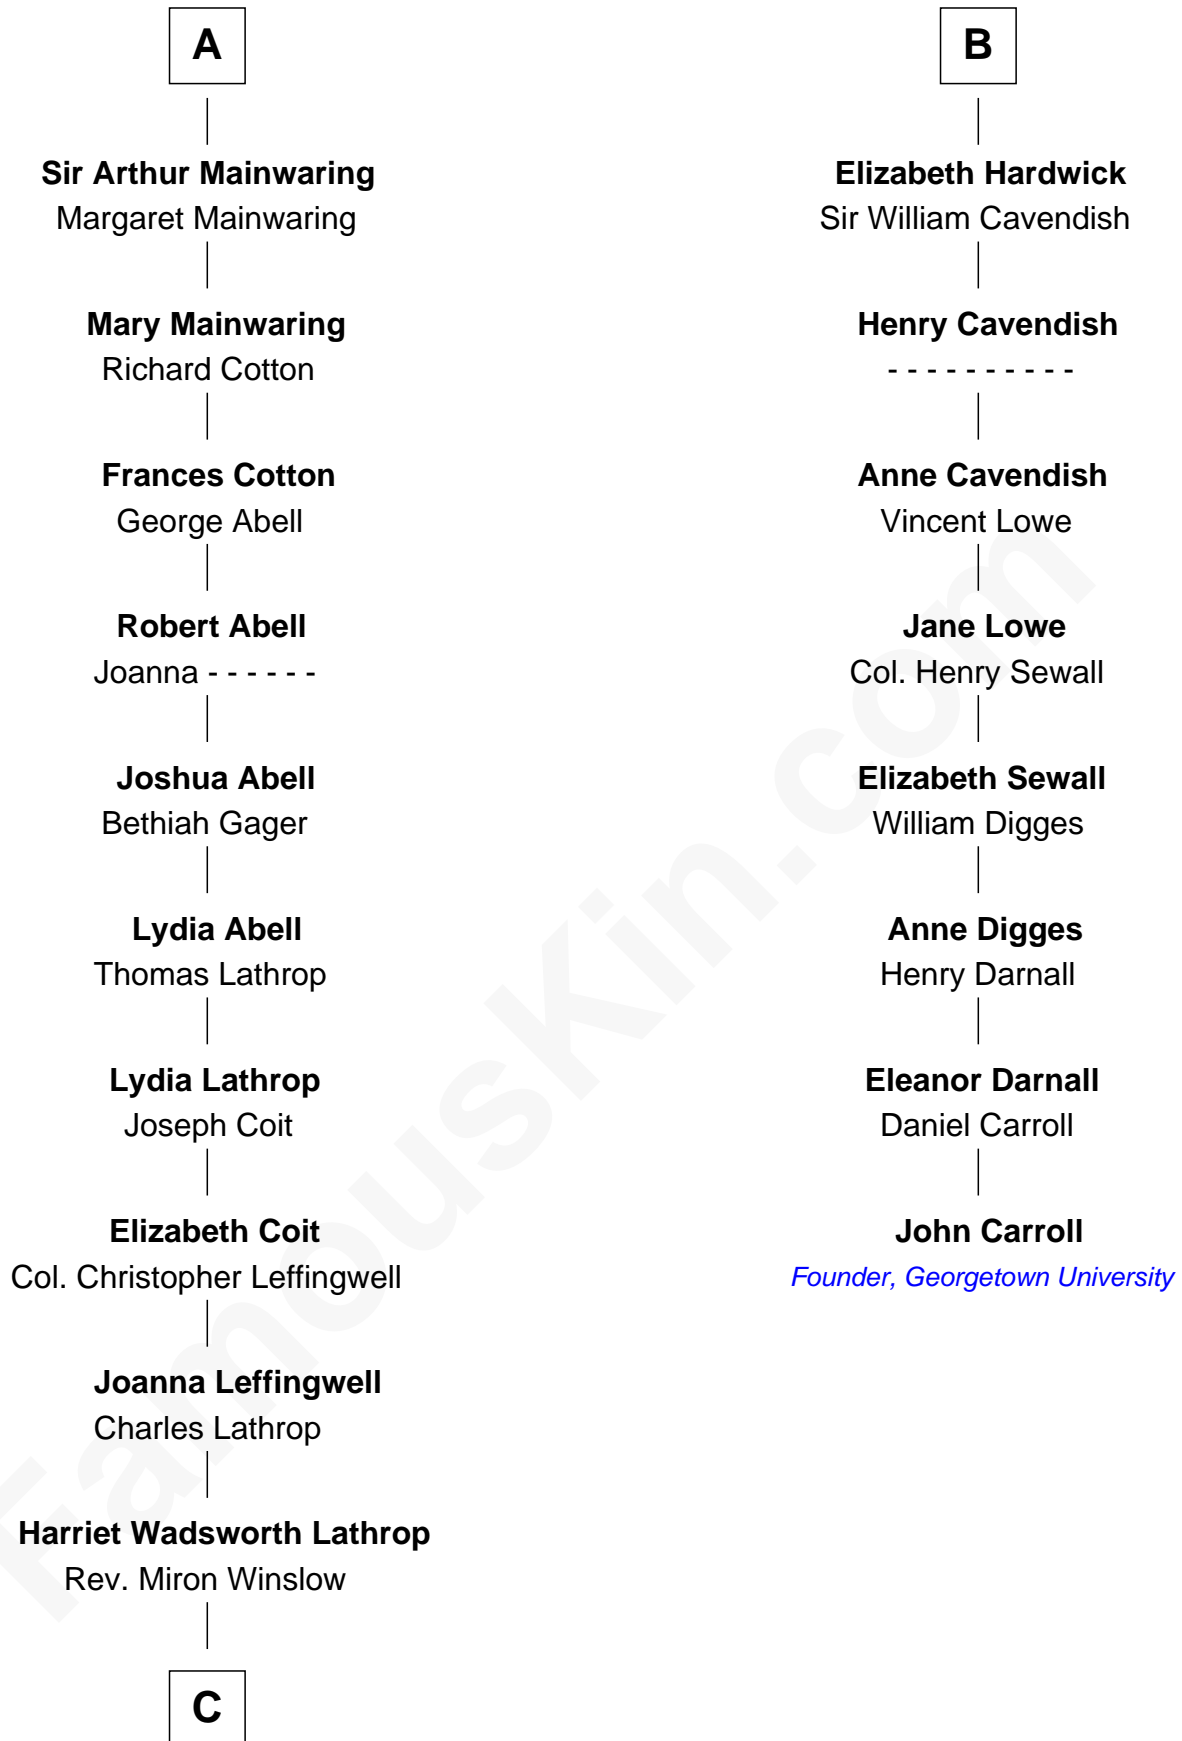 A
Sir Arthur Mainwaring
Margaret Mainwaring
Mary Mainwaring
Richard Cotton
Frances Cotton
George Abell
Robert Abell
Joanna - - - - - -
Joshua Abell
Bethiah Gager
Lydia Abell
Thomas Lathrop
Lydia Lathrop
Joseph Coit
Elizabeth Coit
Col. Christopher Leffingwell
Joanna Leffingwell
Charles Lathrop
Harriet Wadsworth Lathrop
Rev. Miron Winslow
C
B
Elizabeth Hardwick
Sir William Cavendish
Henry Cavendish
- - - - - - - - - -
Anne Cavendish
Vincent Lowe
Jane Lowe
Col. Henry Sewall
Elizabeth Sewall
William Digges
Anne Digges
Henry Darnall
Eleanor Darnall
Daniel Carroll
John Carroll
Founder, Georgetown University
FamousKin.com